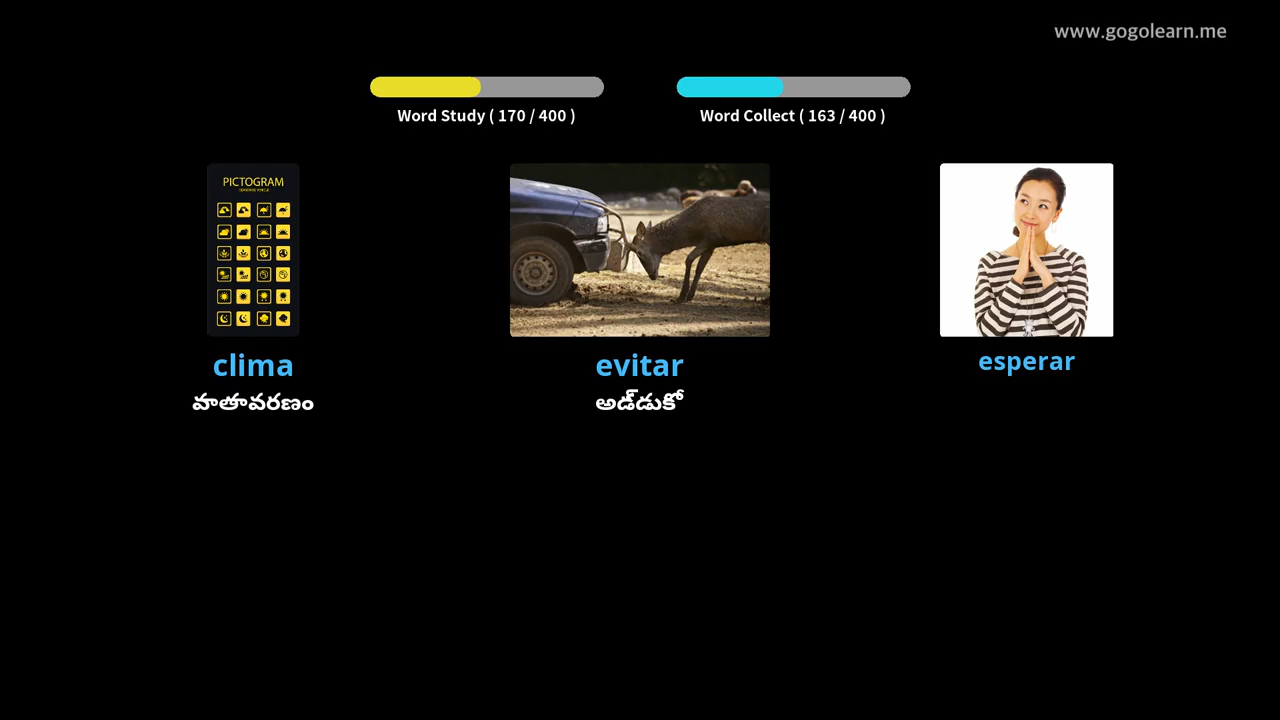 www.gogolearn.me
Word Study ( 170 / 400 )
Word Collect ( 163 / 400 )
PICTOGRAM
clima
evitar
esperar
వాతావరణం
అడ్డుకో